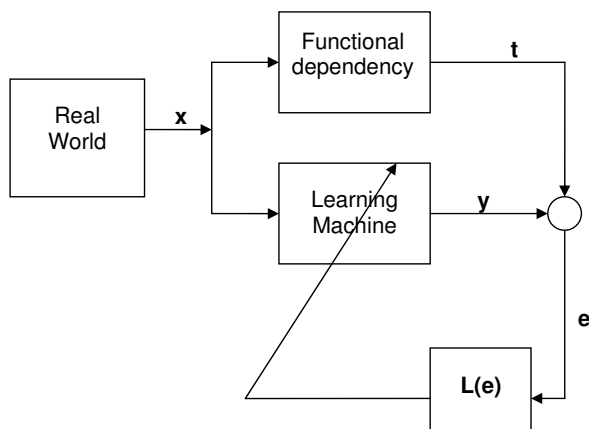 Functional
dependency
t
Real
World
x
Learning
Machine
y
e
L(e)